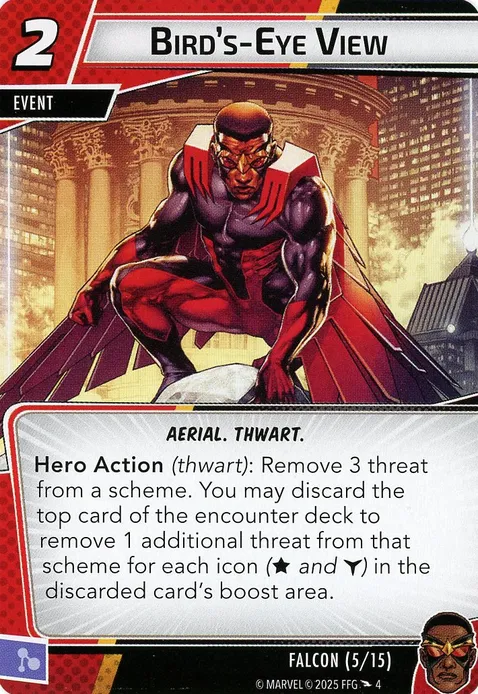 2
BIRD'S-EYE VIEW
EVENT
AERIAL. THWART.
Hero Action (thwart): Remove 3 threat
from a scheme. You may discard the
top card of the encounter deck to
remove 1 additional threat from that
scheme for each icon (★ and ) in the
discarded card's boost area.
FALCON (5/15)
© MARVEL © 2025 FFG 4